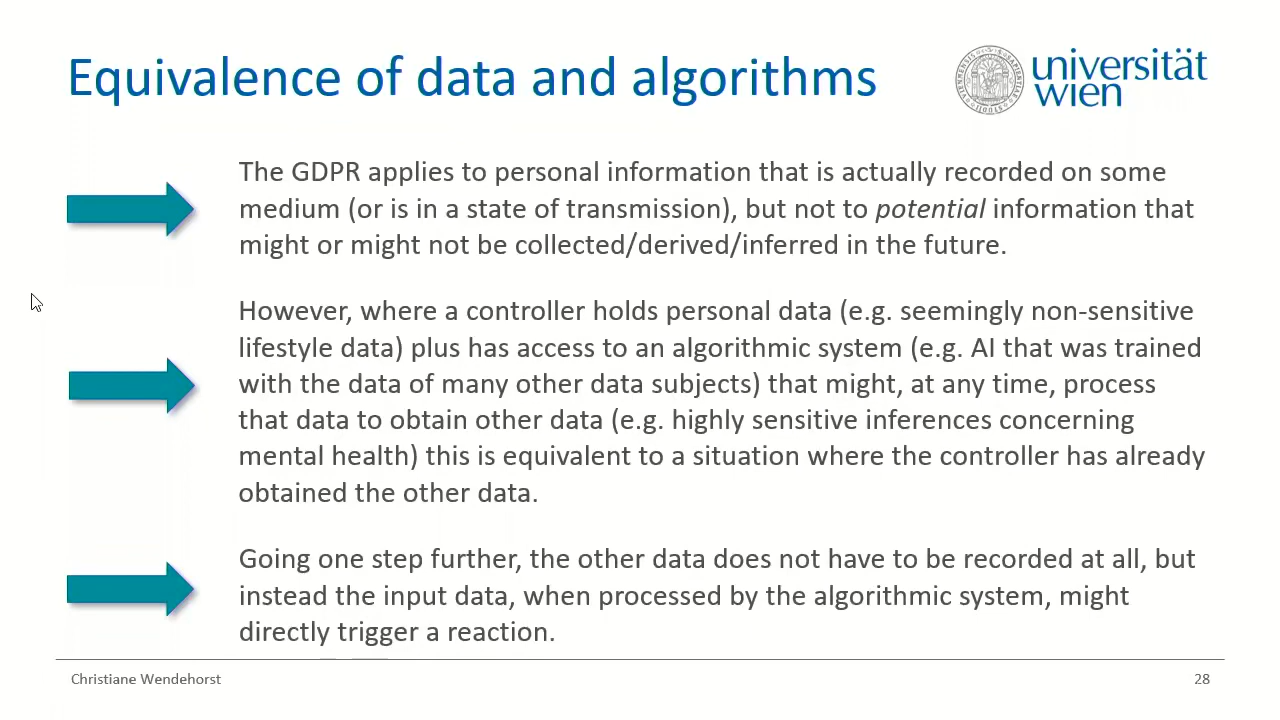 Equivalence of data and algorithms
universität
wien
The GDPR applies to personal information that is actually recorded on some
medium (or is in a state of transmission), but not to potential information that
might or might not be collected/derived/inferred in the future.
However, where a controller holds personal data (e.g. seemingly non-sensitive
lifestyle data) plus has access to an algorithmic system (e.g. AI that was trained
with the data of many other data subjects) that might, at any time, process
that data to obtain other data (e.g. highly sensitive inferences concerning
mental health) this is equivalent to a situation where the controller has already
obtained the other data.
Going one step further, the other data does not have to be recorded at all, but
instead the input data, when processed by the algorithmic system, might
directly trigger a reaction.
Christiane Wendehorst
28